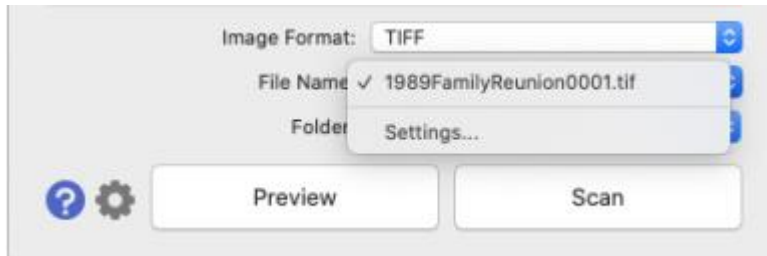 Image Format: TIFF
File Name ✓ 1989FamilyReunion0001.tif
Folder Settings...
? Preview Scan